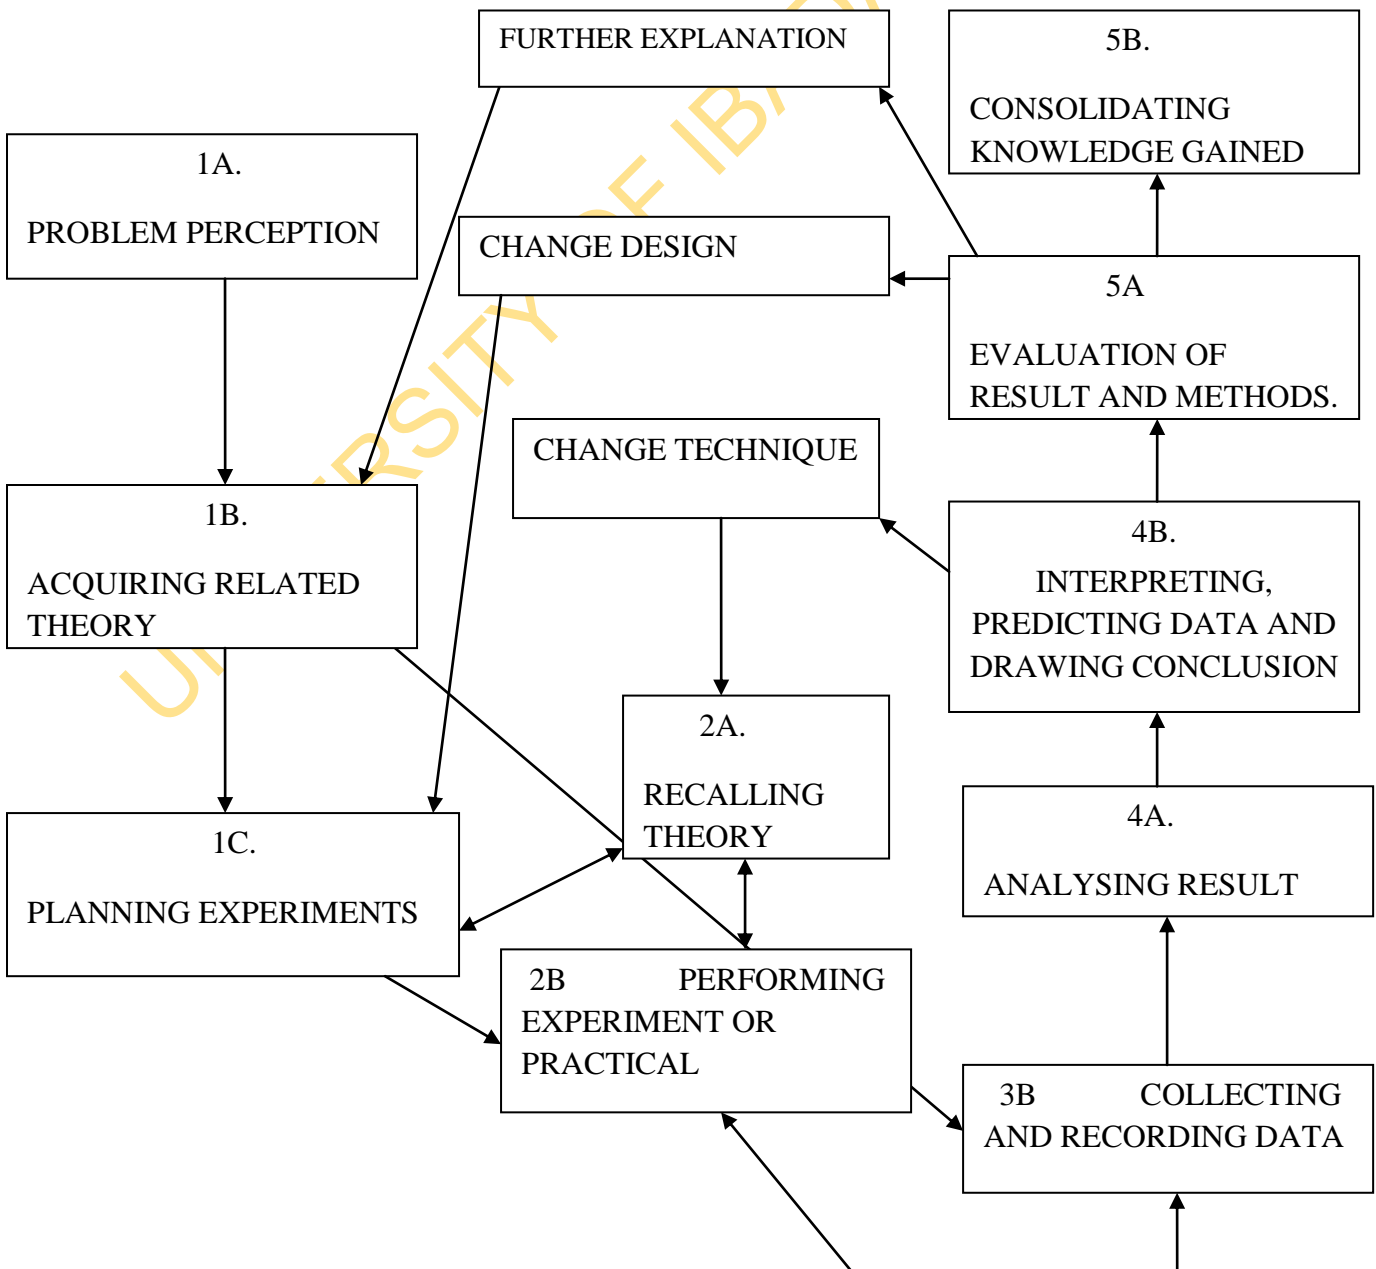 FURTHER EXPLANATION
5B.
CONSOLIDATING
KNOWLEDGE GAINED
1A.
PROBLEM PERCEPTION
CHANGE DESIGN
5A
EVALUATION OF
RESULT AND METHODS.
CHANGE TECHNIQUE
1B.
ACQUIRING RELATED
THEORY
4B.
INTERPRETING,
PREDICTING DATA AND
DRAWING CONCLUSION
2A.
RECALLING
THEORY
4A.
ANALYSING RESULT
1C.
PLANNING EXPERIMENTS
2B PERFORMING
EXPERIMENT OR
PRACTICAL
3B COLLECTING
AND RECORDING DATA
OF